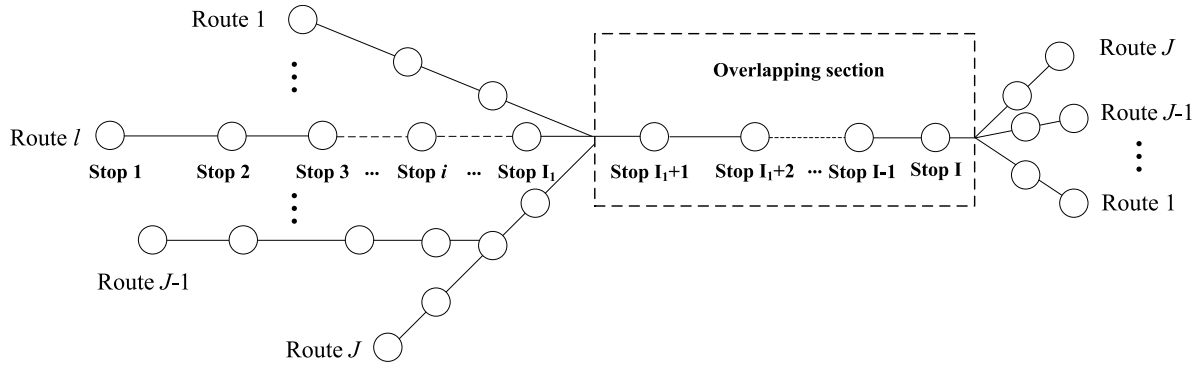 Route 1
Route J
Overlapping section
Route J-1
Route l
Stop 1 Stop 2 Stop 3 ... Stop i ... Stop I₁ Stop I₁+1 Stop I₁+2 ... Stop I-1 Stop I
Route 1
Route J-1
Route J